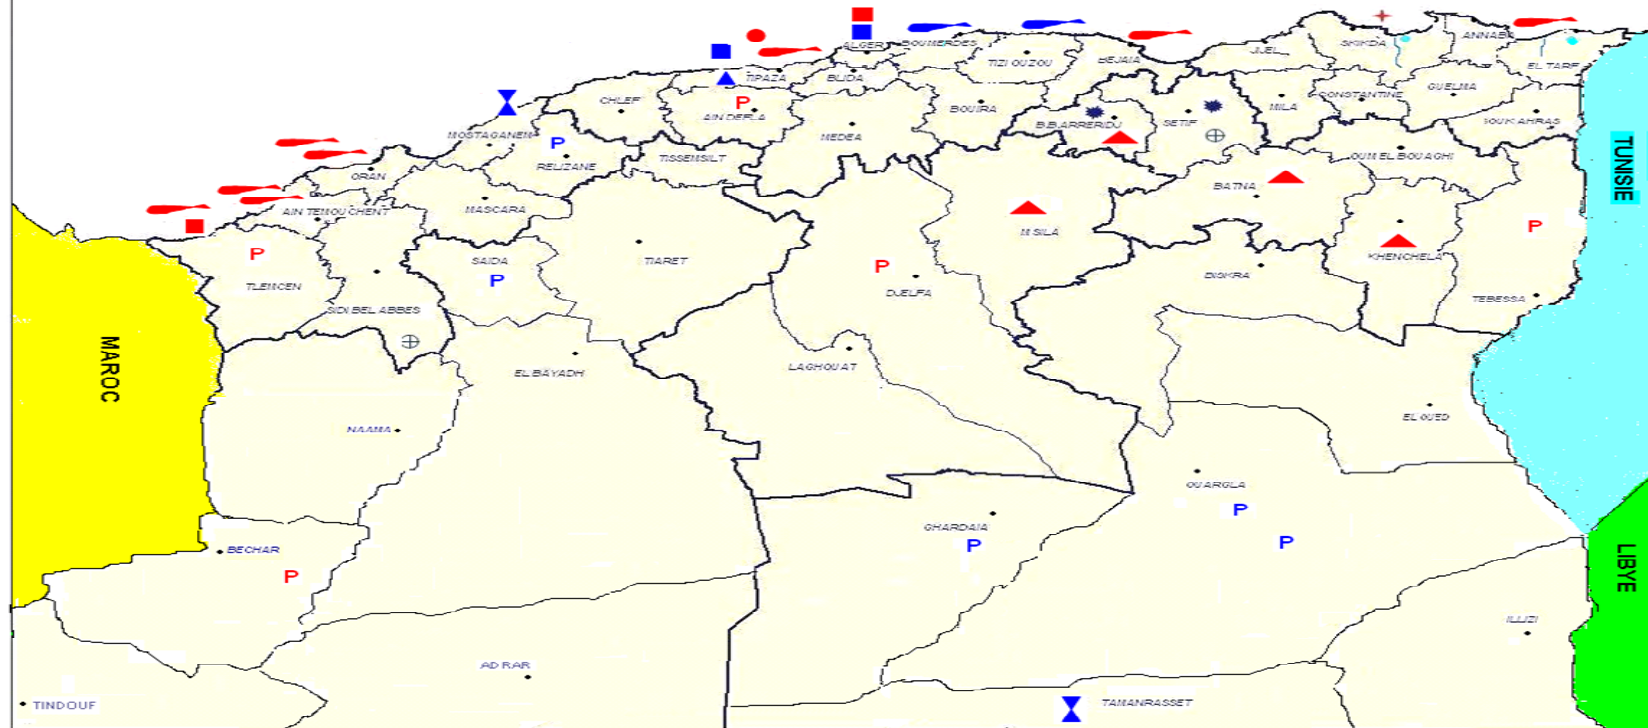 ALGER
BOUMERDES
ANNABA
SKIKDA
JIJEL
TIZI OUZOU
BEJAIA
EL TARF
TIPAZA
BLIDA
CHLEF
P
AIN DEFLA
BOUIRA
MILA
CONSTANTINE
GUELMA
MEDEA
B.B.ARRERIDJ
SETIF
SOUK AHRAS
MOSTAGANEM
P
RELIZANE
TISSEMSILT
OUM EL BOUAGHI
TUNISIE
ORAN
BATNA
AIN TEMOUCHENT
MASCARA
M SILA
P
P
SAIDA
TIARET
P
KHENCHELA
TLEMCEN
P
DJELFA
BISKRA
TEBESSA
SIDI BEL ABBES
MAROC
EL BAYADH
LAGHOUAT
NAAMA
EL OUED
OUARGLA
P
GHARDAIA
P
P
BECHAR
P
LIBYE
ILLIZI
ADRAR
TINDOUF
TAMANRASSET